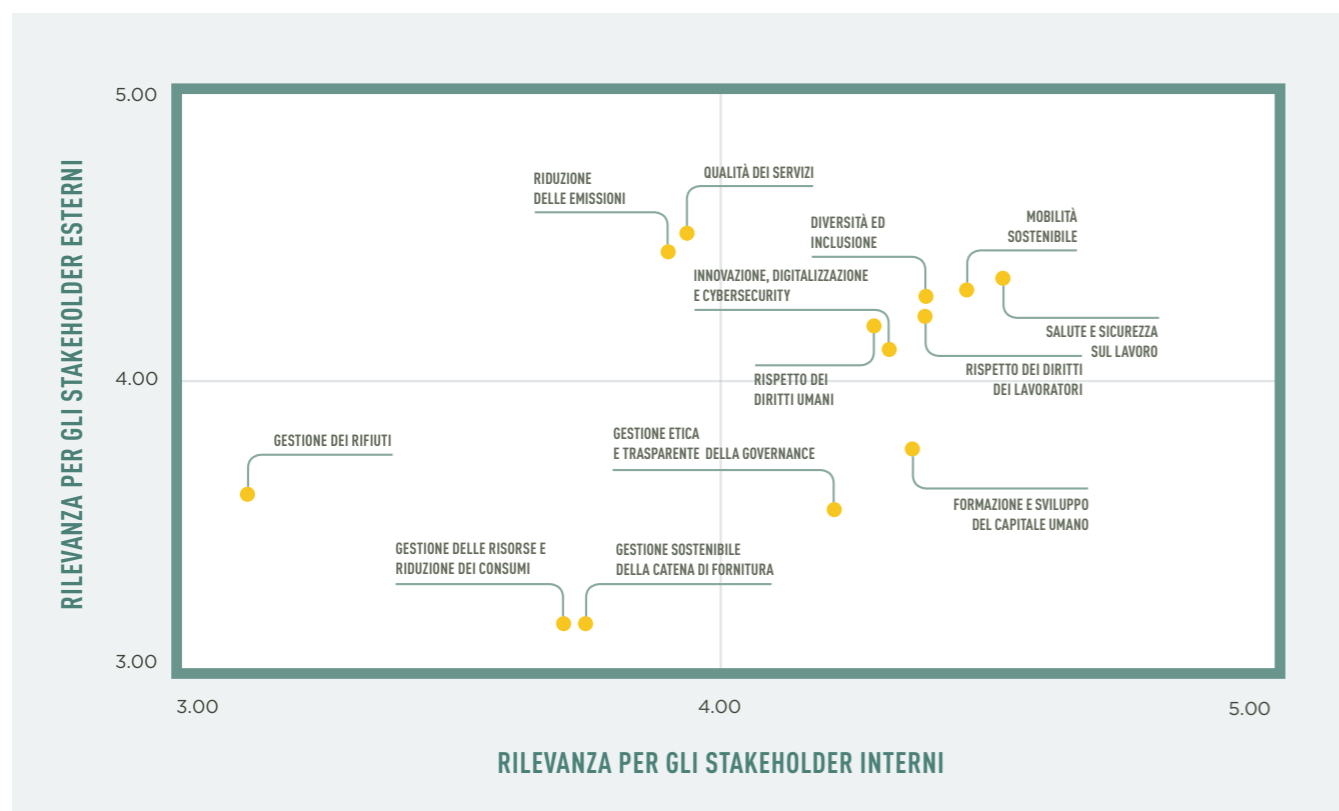 5.00
RILEVANZA PER GLI STAKEHOLDER ESTERNI
QUALITÀ DEI SERVIZI
RIDUZIONE
DELLE EMISSIONI
DIVERSITÀ ED
INCLUSIONE
MOBILITÀ
SOSTENIBILE
INNOVAZIONE, DIGITALIZZAZIONE
E CYBERSECURITY
SALUTE E SICUREZZA
SUL LAVORO
4.00
RISPETTO DEI
DIRITTI UMANI
RISPETTO DEI DIRITTI
DEI LAVORATORI
GESTIONE DEI RIFIUTI
GESTIONE ETICA
E TRASPARENTE DELLA GOVERNANCE
FORMAZIONE E SVILUPPO
DEL CAPITALE UMANO
GESTIONE DELLE RISORSE E
RIDUZIONE DEI CONSUMI
GESTIONE SOSTENIBILE
DELLA CATENA DI FORNITURA
3.00
3.00
4.00
5.00
RILEVANZA PER GLI STAKEHOLDER INTERNI